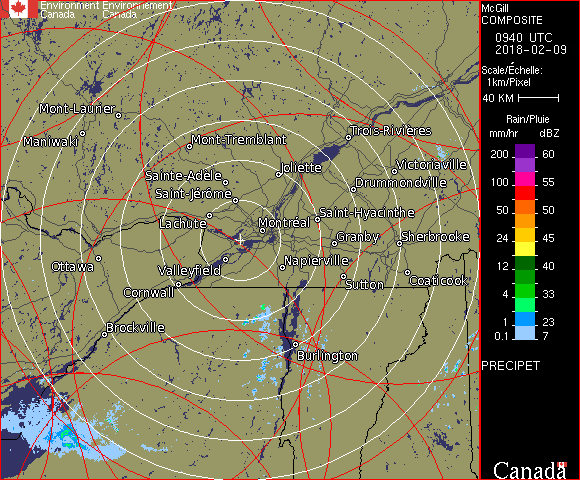 Environment Environnement
Canada Canada
McGill
COMPOSITE
0940 UTC
2018-02-09
Scale/Échelle:
1km/Pixel
40 KM
Rain/Pluie
mm/hr dBZ
200 60
150 55
100 55
50 50
24 45
12 40
4 33
1 23
0.1 7
PRECIPET
Canada
Mont-Laurier
Maniwaki
Mont-Tremblant
Trois-Rivières
Joliette
Victoriaville
Sainte-Adèle
Drummondville
Saint-Jérôme
Saint-Hyacinthe
Lachute
Montréal
Granby
Sherbrooke
Ottawa
Valleyfield
Napierville
Cornwall
Sutton
Coaticook
Brockville
Burlington